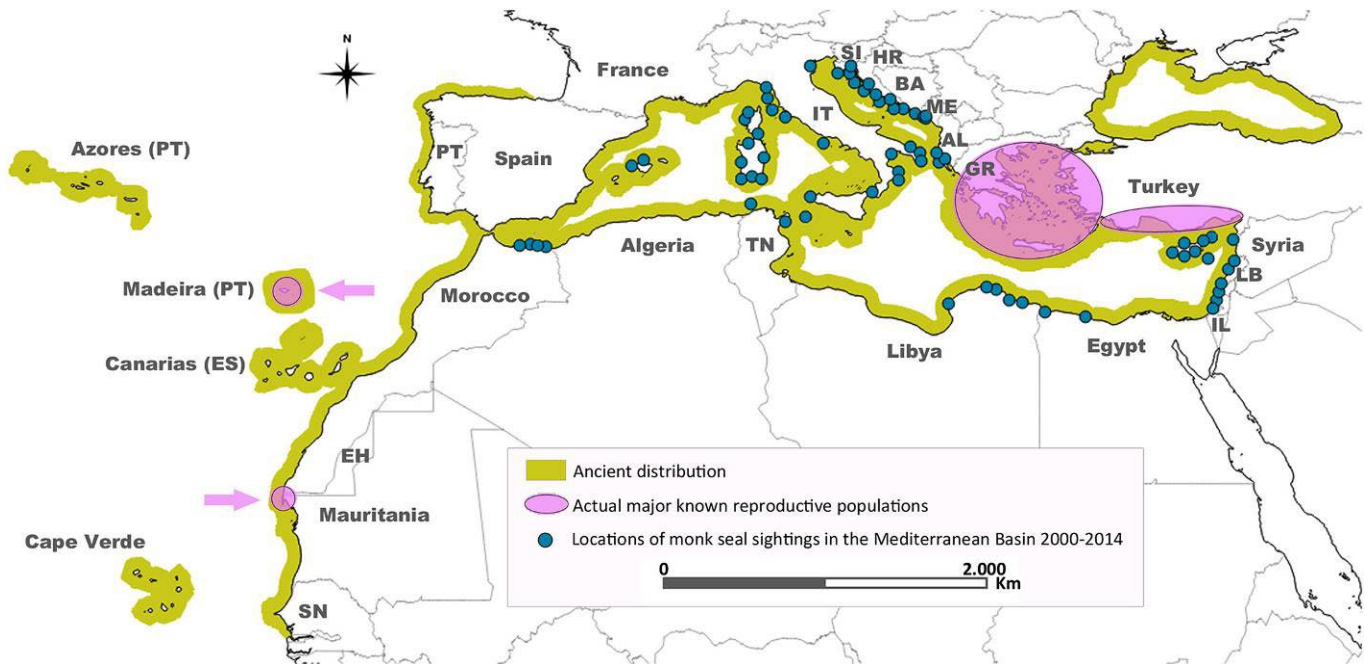 N
SI
HR
France
BA
IT
ME
AL
Azores (PT)
PT
Spain
GR
Turkey
Algeria
TN
Syria
LB
Madeira (PT)
Morocco
IL
Canarias (ES)
Libya
Egypt
EH
Mauritania
Cape Verde
SN
Ancient distribution
Actual major known reproductive populations
Locations of monk seal sightings in the Mediterranean Basin 2000-2014
0 2.000
Km